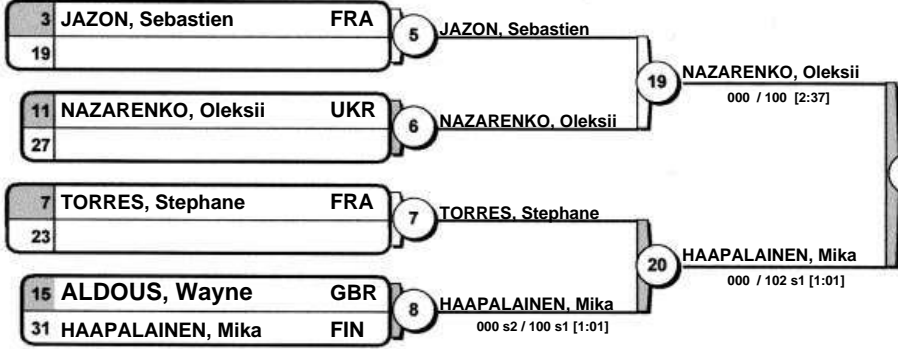 3 JAZON, Sebastien FRA
19
5
JAZON, Sebastien
11 NAZARENKO, Oleksii UKR
27
6
NAZARENKO, Oleksii
19
NAZARENKO, Oleksii
000 / 100 [2:37]
7 TORRES, Stephane FRA
23
7
TORRES, Stephane
15 ALDOUS, Wayne GBR
31 HAAPALAINEN, Mika FIN
8
HAAPALAINEN, Mika
000 s2 / 100 s1 [1:01]
20
HAAPALAINEN, Mika
000 / 102 s1 [1:01]